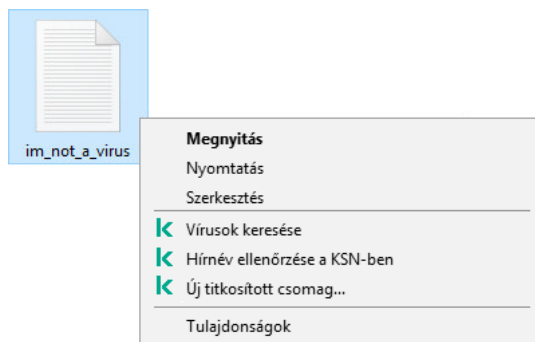 im_not_a_virus
Megnyitás
Nyomtatás
Szerkesztés
Vírusok keresése
Hírnév ellenőrzése a KSN-ben
Új titkosított csomag...
Tulajdonságok